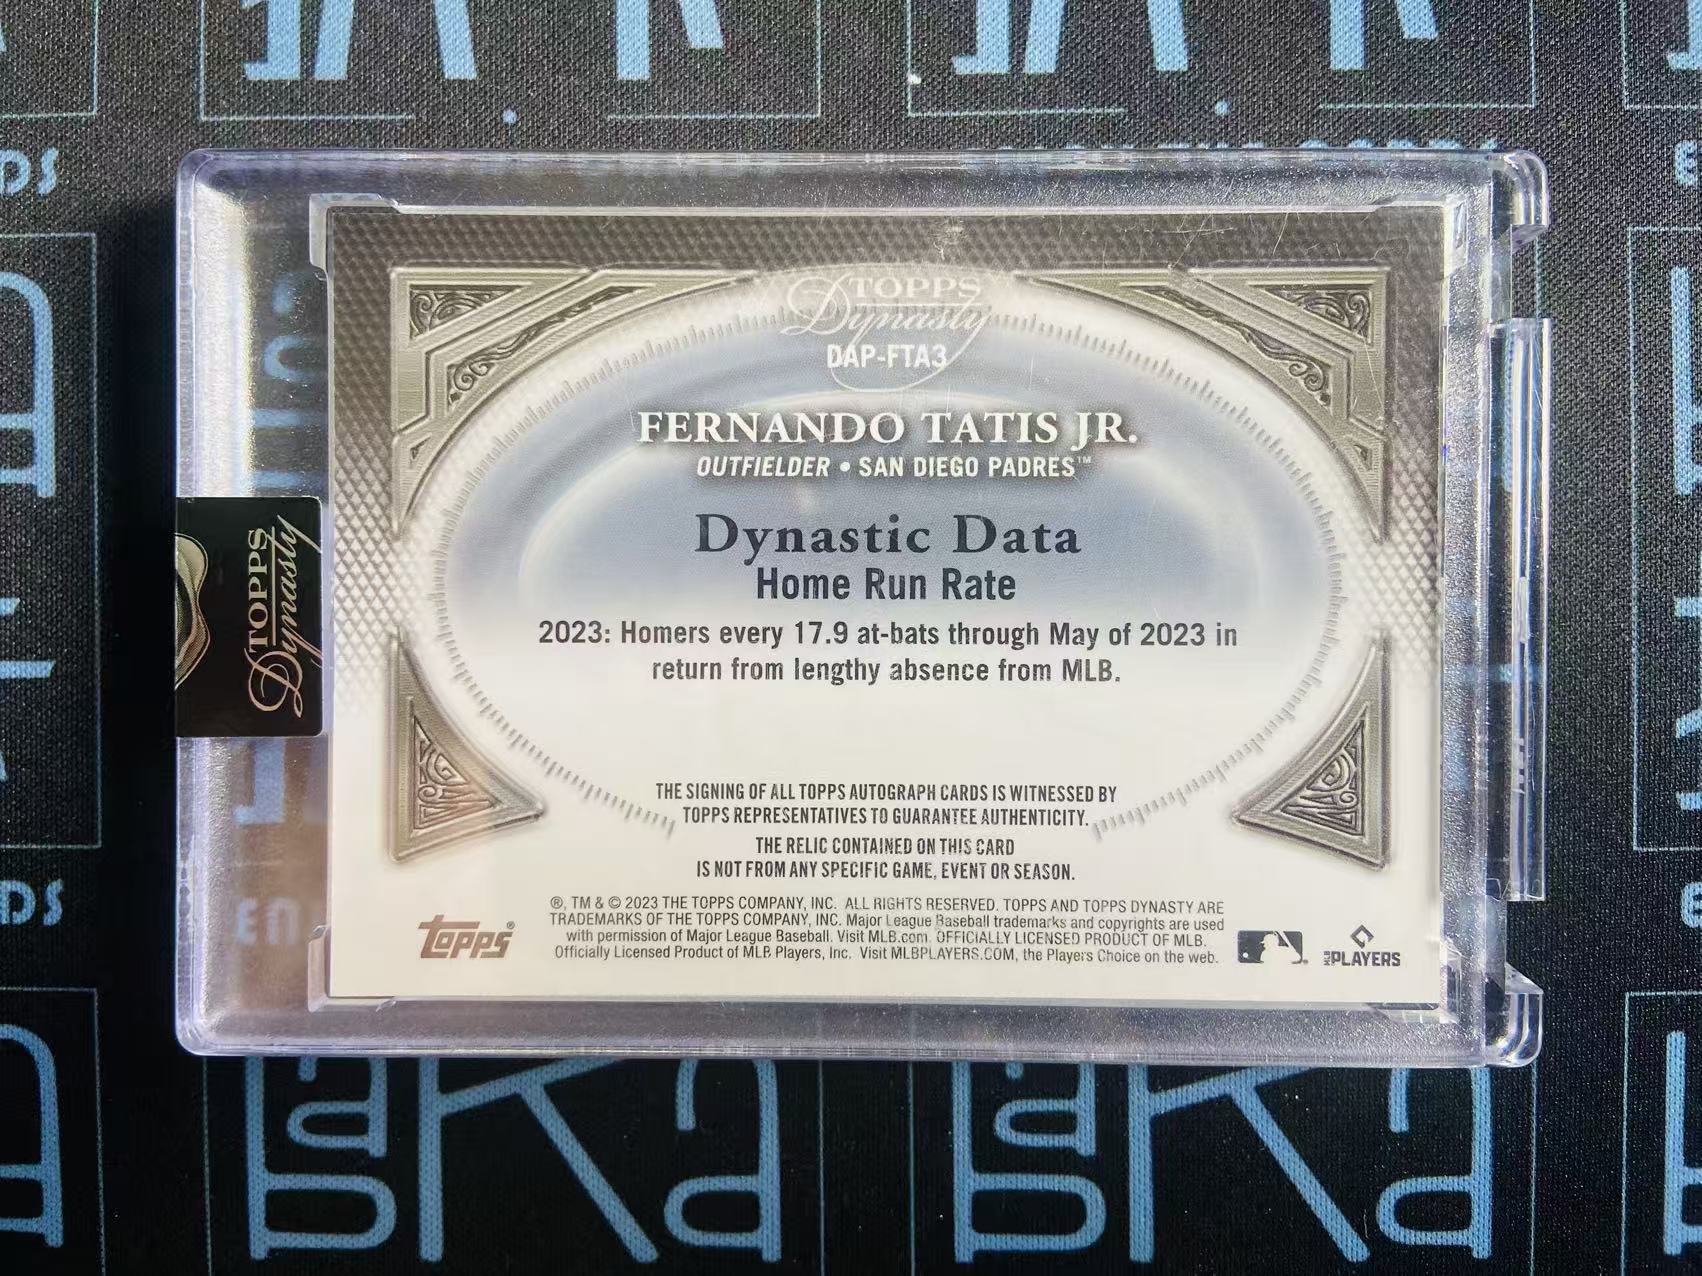 TOPPS
Dynasty
DAP-FTA3
FERNANDO TATIS JR.
OUTFIELDER • SAN DIEGO PADRES™
Dynastic Data
Home Run Rate
2023: Homers every 17.9 at-bats through May of 2023 in
return from lengthy absence from MLB.
THE SIGNING OF ALL TOPPS AUTOGRAPH CARDS IS WITNESSED BY
TOPPS REPRESENTATIVES TO GUARANTEE AUTHENTICITY.
THE RELIC CONTAINED ON THIS CARD
IS NOT FROM ANY SPECIFIC GAME, EVENT OR SEASON.
®, TM & © 2023 THE TOPPS COMPANY, INC. ALL RIGHTS RESERVED. TOPPS AND TOPPS DYNASTY ARE
TRADEMARKS OF THE TOPPS COMPANY, INC. Major League Baseball trademarks and copyrights are used
with permission of Major League Baseball. Visit MLB.com. OFFICIALLY LICENSED PRODUCT OF MLB.
Officially Licensed Product of MLB Players, Inc. Visit MLBPLAYERS.COM, the Players Choice on the web.
topps®
MLB PLAYERS
TOPPS
Dynasty